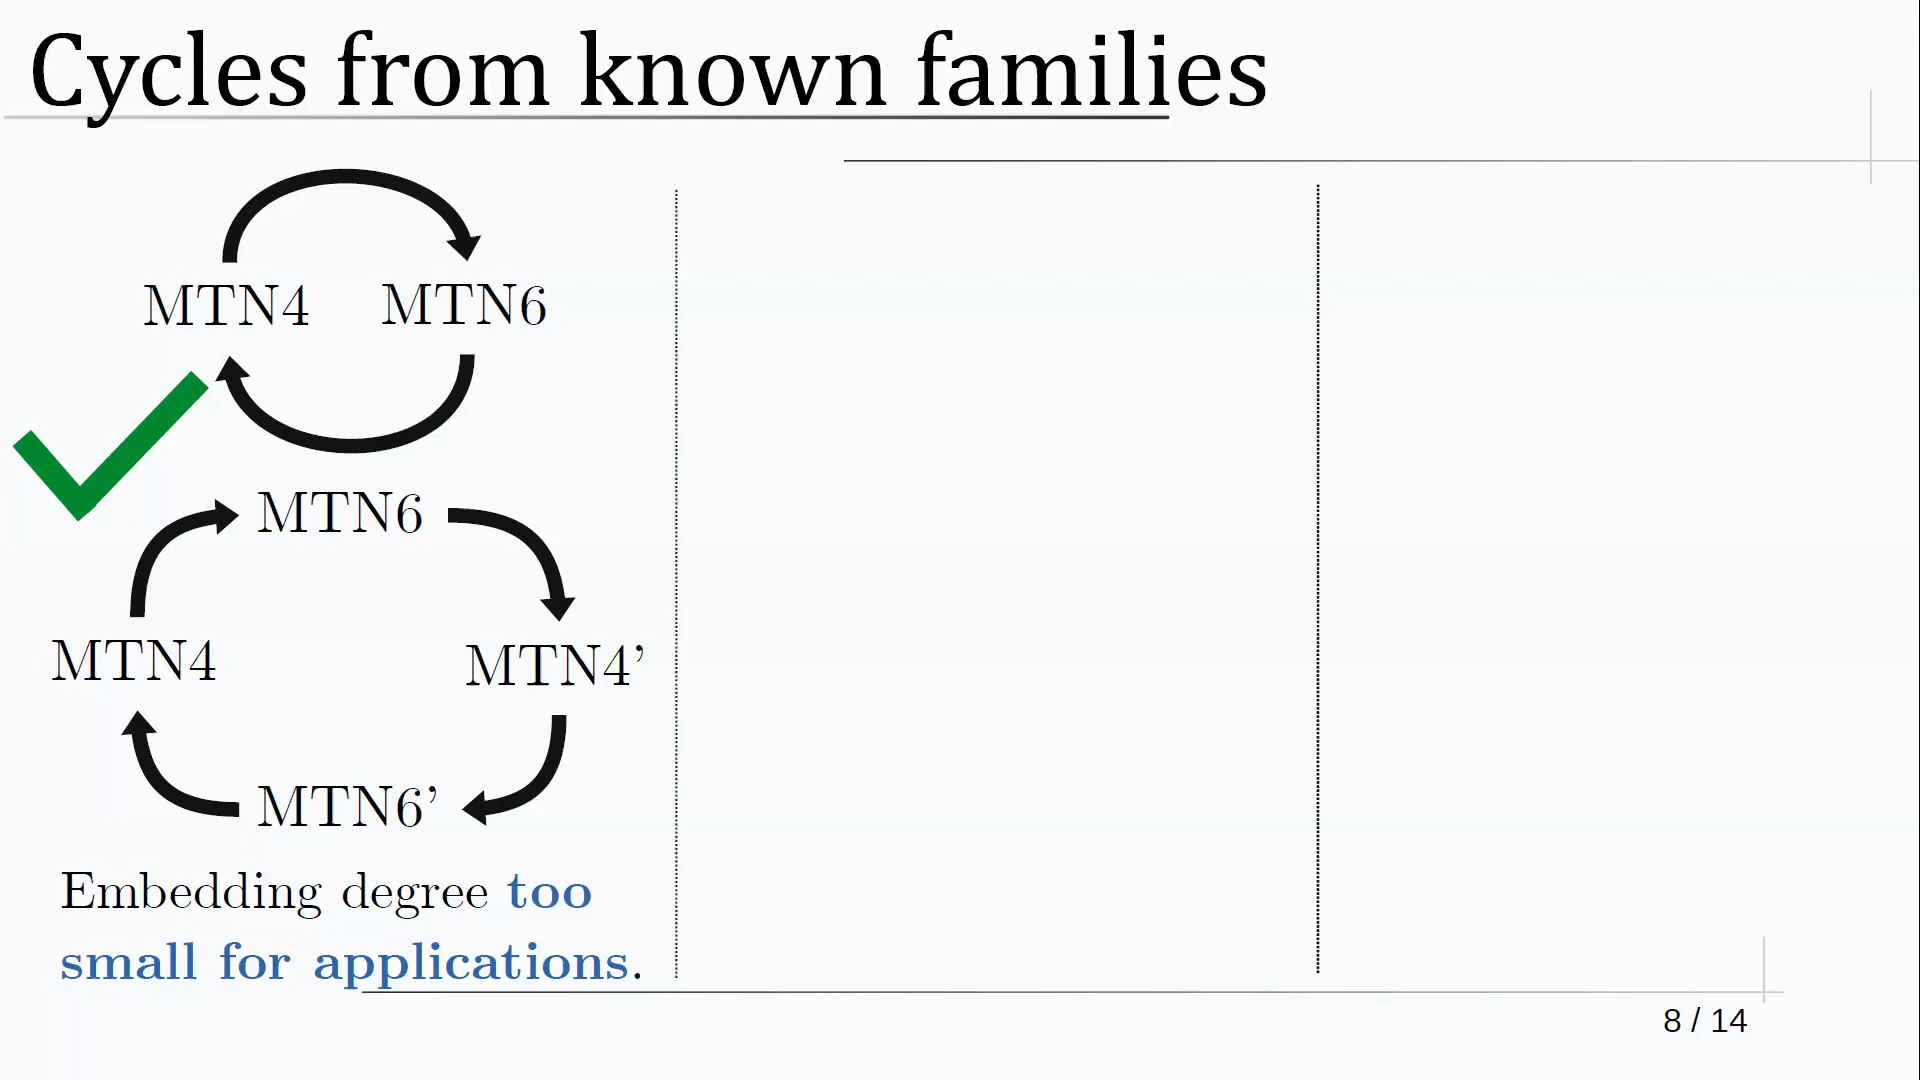 Cycles from known families
MTN4 MTN6
MTN6
MTN4 MTN4’
MTN6’
Embedding degree too
small for applications.
8 / 14